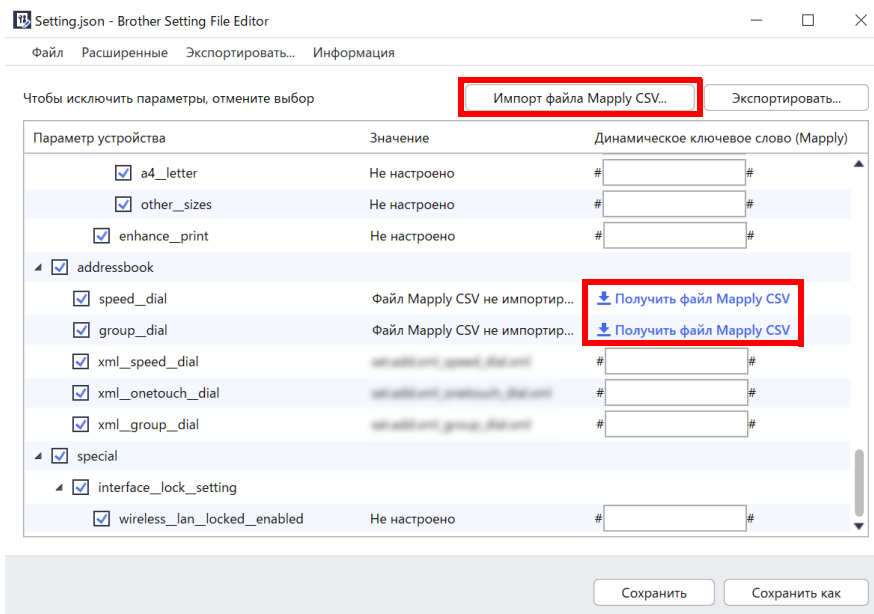 Setting.json - Brother Setting File Editor
Файл Расширенные Экспортировать... Информация
Чтобы исключить параметры, отмените выбор Импорт файла Mapply CSV... Экспортировать...
Параметр устройства Значение Динамическое ключевое слово (Mapply)
a4__letter Не настроено # #
other__sizes Не настроено # #
enhance__print Не настроено # #
addressbook
speed__dial Файл Mapply CSV не импортир... Получить файл Mapply CSV
group__dial Файл Mapply CSV не импортир... Получить файл Mapply CSV
xml__speed__dial # #
xml__onetouch__dial # #
xml__group__dial # #
special
interface__lock__setting
wireless__lan__locked__enabled Не настроено # #
Сохранить Сохранить как